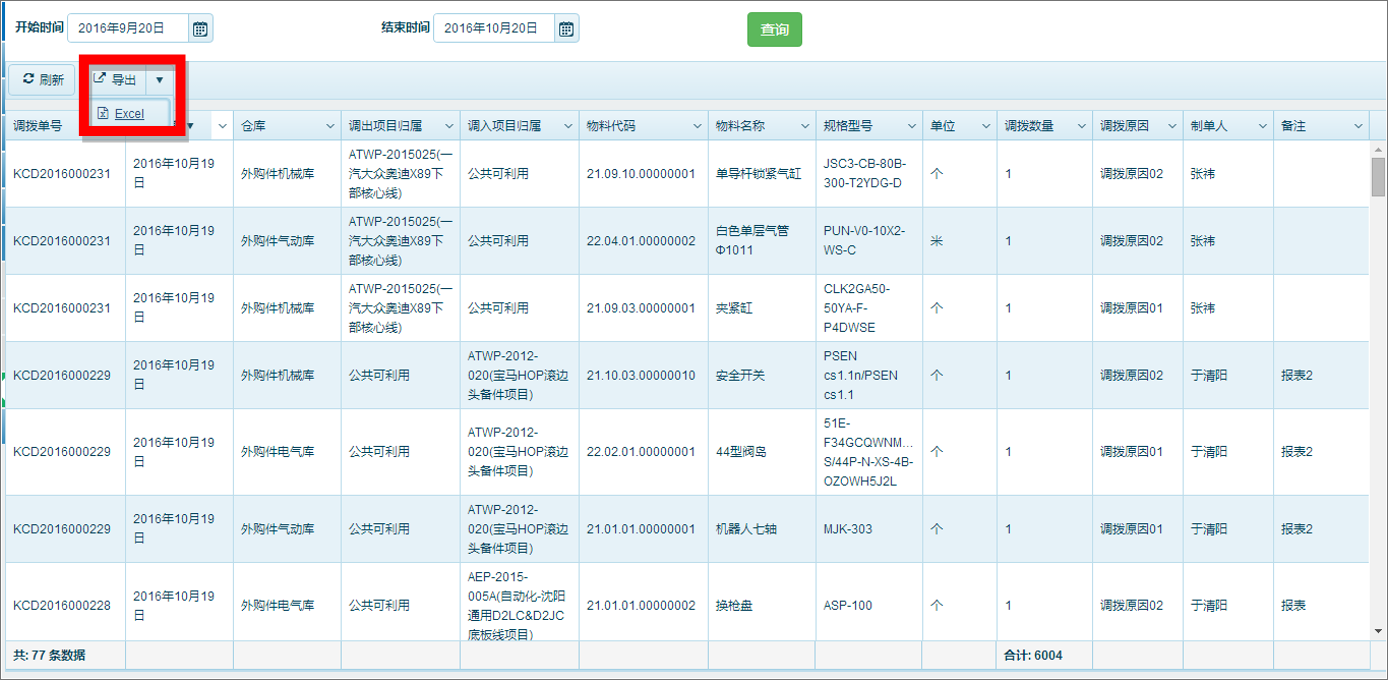 开始时间 2016年9月20日 结束时间 2016年10月20日 查询
刷新 导出 ▼
Excel
调拨单号 ▼ 仓库 调出项目归属 调入项目归属 物料代码 物料名称 规格型号 单位 调拨数量 调拨原因 制单人 备注
KCD2016000231
2016年10月19
日
外购件机械库
ATWP-2015025(一
汽大众奥迪X89下
部核心线)
公共可利用
21.09.10.00000001
单导杆锁紧气缸
JSC3-CB-80B-
300-T2YDG-D
个
1
调拨原因02
张祎
KCD2016000231
2016年10月19
日
外购件气动库
ATWP-2015025(一
汽大众奥迪X89下
部核心线)
公共可利用
22.04.01.00000002
白色单层气管
Φ1011
PUN-V0-10X2-
WS-C
米
1
调拨原因02
张祎
KCD2016000231
2016年10月19
日
外购件机械库
ATWP-2015025(一
汽大众奥迪X89下
部核心线)
公共可利用
21.09.03.00000001
夹紧缸
CLK2GA50-
50YA-F-
P4DWSE
个
1
调拨原因01
张祎
KCD2016000229
2016年10月19
日
外购件机械库
公共可利用
ATWP-2012-
020(宝马HOP滚边
头备件项目)
21.10.03.00000010
安全开关
PSEN
cs1.1n/PSEN
cs1.1
个
1
调拨原因02
于清阳
报表2
KCD2016000229
2016年10月19
日
外购件电气库
公共可利用
ATWP-2012-
020(宝马HOP滚边
头备件项目)
22.02.01.00000001
44型阀岛
51E-
F34GCQWNM...
S/44P-N-XS-4B-
OZOWH5J2L
个
1
调拨原因01
于清阳
报表2
KCD2016000229
2016年10月19
日
外购件气动库
公共可利用
ATWP-2012-
020(宝马HOP滚边
头备件项目)
21.01.01.00000001
机器人七轴
MJK-303
个
1
调拨原因01
于清阳
报表2
KCD2016000228
2016年10月19
日
外购件电气库
公共可利用
AEP-2015-
005A(自动化-沈阳
通用D2LC&D2JC
底板线项目)
21.01.01.00000002
换枪盘
ASP-100
个
1
调拨原因02
于清阳
报表
共: 77 条数据 合计: 6004